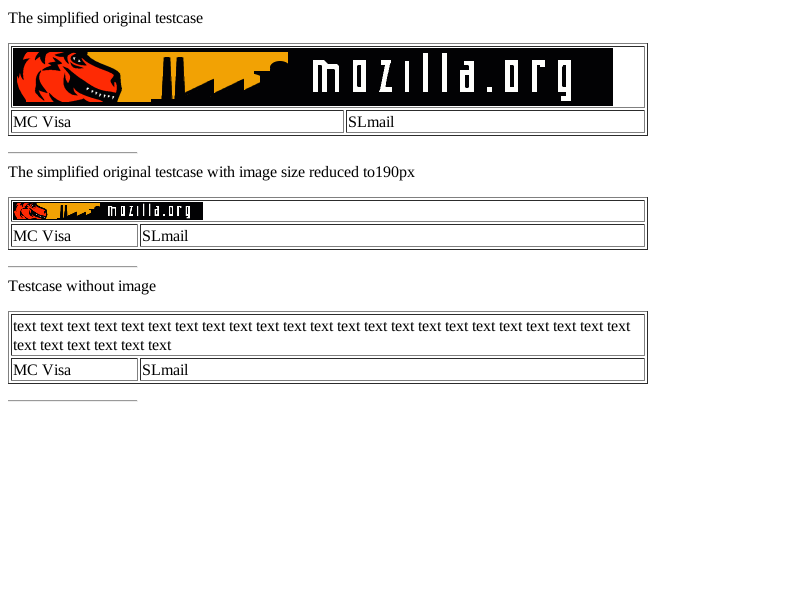 The simplified original testcase
mozilla.org
MC Visa SLmail
The simplified original testcase with image size reduced to190px
mozilla.org
MC Visa SLmail
Testcase without image
text text text text text text text text text text text text text text text text text text text text text text text
text text text text text text
MC Visa SLmail